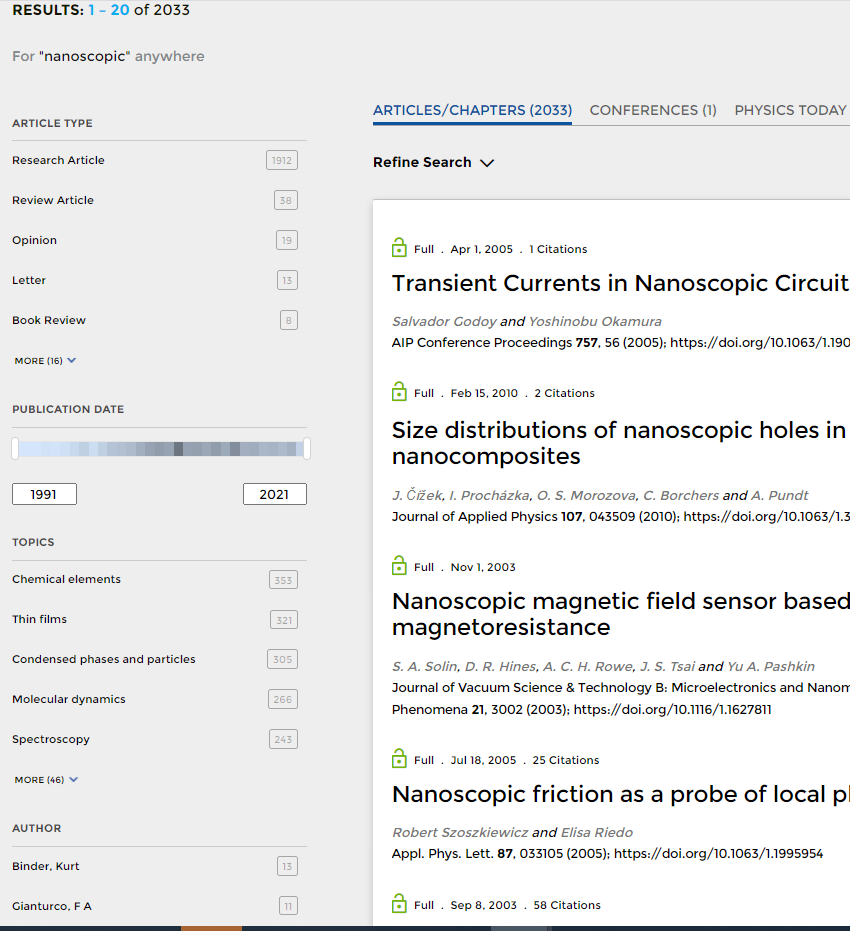 RESULTS: 1 – 20 of 2033
For "nanoscopic" anywhere
ARTICLE TYPE
Research Article 1912
Review Article 38
Opinion 19
Letter 13
Book Review 8
MORE (16)
PUBLICATION DATE
1991 2021
TOPICS
Chemical elements 353
Thin films 321
Condensed phases and particles 305
Molecular dynamics 266
Spectroscopy 243
MORE (46)
AUTHOR
Binder, Kurt 13
Gianturco, F A 11
ARTICLES/CHAPTERS (2033) CONFERENCES (1) PHYSICS TODAY
Refine Search
Full . Apr 1, 2005 . 1 Citations
Transient Currents in Nanoscopic Circuit
Salvador Godoy and Yoshinobu Okamura
AIP Conference Proceedings 757, 56 (2005); https://doi.org/10.1063/1.190
Full . Feb 15, 2010 . 2 Citations
Size distributions of nanoscopic holes in
nanocomposites
J. Čížek, I. Procházka, O. S. Morozova, C. Borchers and A. Pundt
Journal of Applied Physics 107, 043509 (2010); https://doi.org/10.1063/1.3
Full . Nov 1, 2003
Nanoscopic magnetic field sensor based
magnetoresistance
S. A. Solin, D. R. Hines, A. C. H. Rowe, J. S. Tsai and Yu A. Pashkin
Journal of Vacuum Science & Technology B: Microelectronics and Nanom
Phenomena 21, 3002 (2003); https://doi.org/10.1116/1.1627811
Full . Jul 18, 2005 . 25 Citations
Nanoscopic friction as a probe of local pl
Robert Szoszkiewicz and Elisa Riedo
Appl. Phys. Lett. 87, 033105 (2005); https://doi.org/10.1063/1.1995954
Full . Sep 8, 2003 . 58 Citations